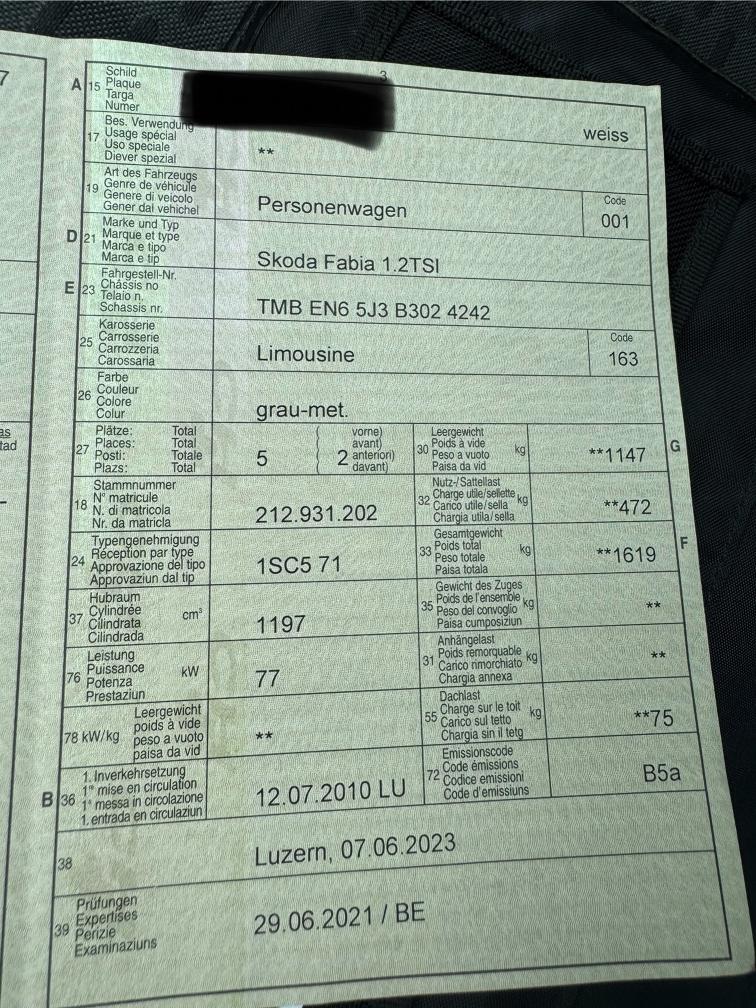 7
3
A 15 Schild
Plaque
Targa
Numer
weiss
17 Bes. Verwendung
Usage spécial
Uso speciale
Diever spezial
**
19 Art des Fahrzeugs
Genre de véhicule
Genere di veicolo
Gener dal vehichel
Personenwagen
Code
001
D 21 Marke und Typ
Marque et type
Marca e tipo
Marca e tip
Skoda Fabia 1.2TSI
E 23 Fahrgestell-Nr.
Châssis no
Telaio n.
Schassis nr.
TMB EN6 5J3 B302 4242
25 Karosserie
Carrosserie
Carrozzeria
Carossaria
Limousine
Code
163
26 Farbe
Couleur
Colore
Colur
grau-met.
27 Plätze: Total
Places: Total
Posti: Totale
Plazs: Total
5
2
vorne)
avant)
anteriori)
davant)
30 Leergewicht
Poids à vide
Peso a vuoto
Paisa da vid
kg
**1147
G
18 Stammnummer
N° matricule
N. di matricola
Nr. da matricla
212.931.202
32 Nutz-/Sattellast
Charge utile/sellette
Carico utile/sella
Chargia utila/sella
kg
**472
24 Typengenehmigung
Réception par type
Approvazione del tipo
Approvaziun dal tip
1SC5 71
33 Gesamtgewicht
Poids total
Peso totale
Paisa totala
kg
**1619
F
37 Hubraum
Cylindrée
Cilindrata
Cilindrada
cm³
1197
35 Gewicht des Zuges
Poids de l'ensemble
Peso del convoglio
Paisa cumposiziun
kg
**
76 Leistung
Puissance
Potenza
Prestaziun
kW
77
31 Anhängelast
Poids remorquable
Carico rimorchiato
Chargia annexa
kg
**
78 kW/kg
Leergewicht
poids à vide
peso a vuoto
paisa da vid
**
55 Dachlast
Charge sur le toit
Carico sul tetto
Chargia sin il tetg
kg
**75
B 36 1. Inverkehrsetzung
1re mise en circulation
1a messa in circolazione
1. entrada en circulaziun
12.07.2010 LU
72 Emissionscode
Code émissions
Codice emissioni
Code d'emissiuns
B5a
38
Luzern, 07.06.2023
39 Prüfungen
Expertises
Perizie
Examinaziuns
29.06.2021 / BE